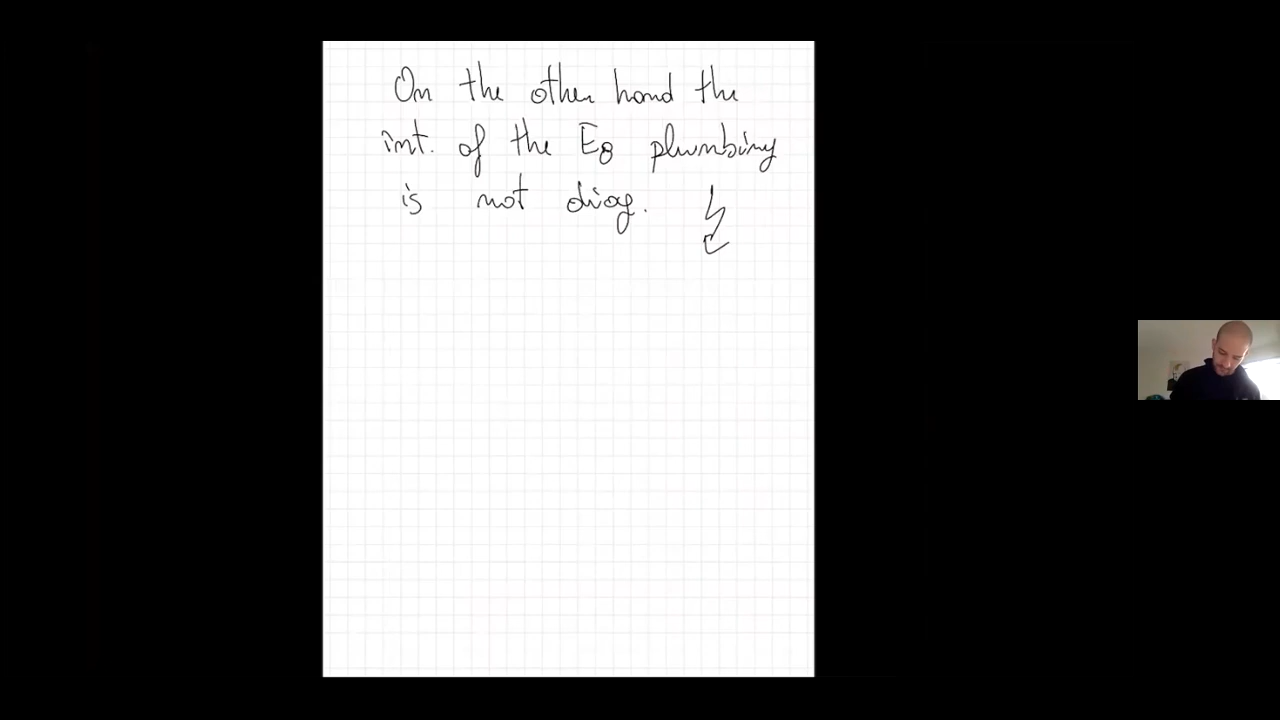 On the other hand the
int. of the E8 plumbing
is not diag. ↯